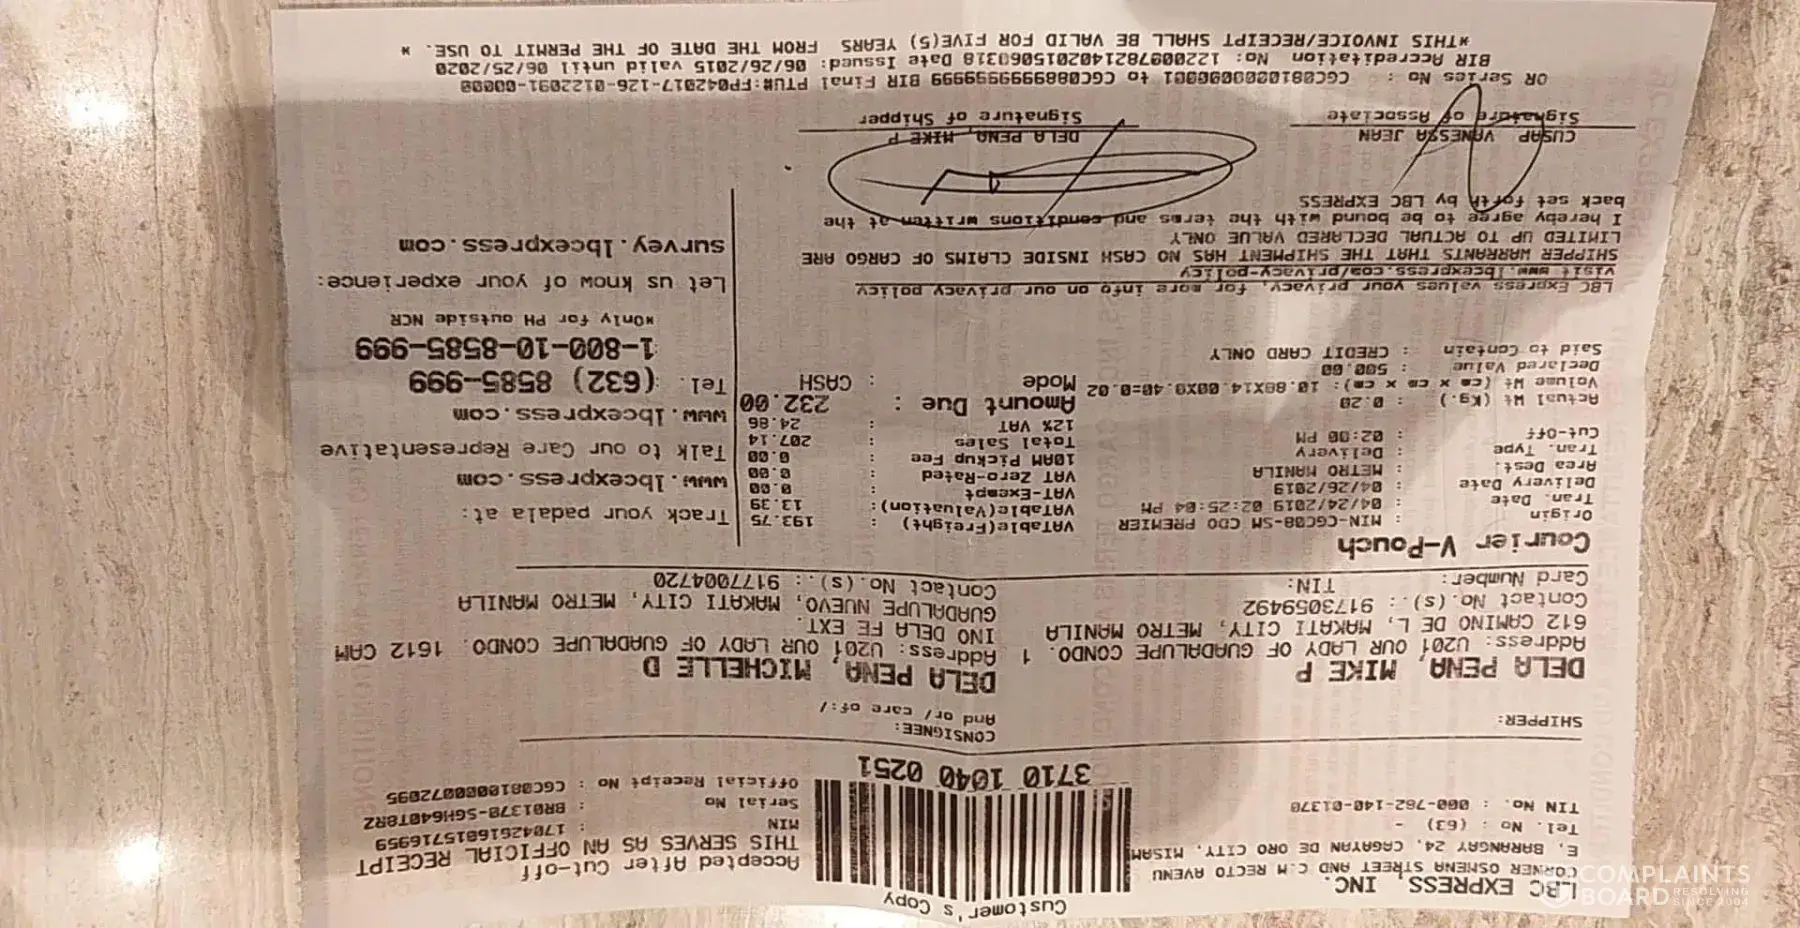 Customer's Copy
LBC EXPRESS, INC.
CORNER OSMENA STREET AND C.M RECTO AVENU
E, BARANGAY 24, CAGAYAN DE ORO CITY, MISAM
Tel. No : (63) -
TIN No. : 000-782-140-01370
Accepted After Cut-off
THIS SERVES AS AN OFFICIAL RECEIPT
MIN : 170426160157160959
Serial No : BR01370-SGH640T8RZ
Official Receipt No : CGC0810000072095
3710 1040 0251
SHIPPER:
DELA PENA, MIKE P
Address: U201 OUR LADY OF GUADALUPE CONDO. 1
612 CAMINO DE L, MAKATI CITY, METRO MANILA
Contact No.(s).: 9173059492
Card Number: TIN:
CONSIGNEE:
And or/ care of:/
DELA PENA, MICHELLE D
Address: U201 OUR LADY OF GUADALUPE CONDO. 1612 CAM
INO DELA FE EXT.
GUADALUPE NUEVO, MAKATI CITY, METRO MANILA
Contact No.(s).: 9177004720
Courier V-Pouch
Origin : MIN-CGC08-SM CDO PREMIER
Tran. Date : 04/24/2019 02:25:04 PM
Delivery Date : 04/26/2019
Area Dest. : METRO MANILA
Tran. Type : Delivery
Cut-Off : 02:00 PM
Actual Wt (Kg.) : 0.20
Volume Wt (cm x cm x cm): 10.80X14.00X0.40=0.02
Declared Value : 500.00
Said to Contain : CREDIT CARD ONLY
VATable(Freight) : 193.75
VATable(Valuation): 13.39
VAT-Exempt : 0.00
VAT Zero-Rated : 0.00
10AM Pickup Fee : 0.00
Total Sales : 207.14
12% VAT : 24.86
Amount Due : 232.00
Mode : CASH
Track your padala at:
www.lbcexpress.com
Talk to our Care Representative
www.lbcexpress.com
Tel. (632) 8585-999
1-800-10-8585-999
*Only for PH outside NCR
Let us know of your experience:
survey.lbcexpress.com
LBC Express values your privacy, for more info on our privacy policy
visit www.lbcexpress.com/privacy-policy
SHIPPER WARRANTS THAT THE SHIPMENT HAS NO CASH INSIDE CLAIMS OF CARGO ARE
LIMITED UP TO ACTUAL DECLARED VALUE ONLY
I hereby agree to be bound with the terms and conditions written at the
back set forth by LBC EXPRESS
CUSAP VANESSA JEAN
Signature of Associate
DELA PENA, MIKE P
Signature of Shipper
OR Series No : CGC0810000000001 to CGC0899999999999 BIR Final PTU#:FP042017-126-0122091-00000
BIR Accreditation No: 1220097821402015060318 Date Issued: 06/26/2015 valid until 06/25/2020
*THIS INVOICE/RECEIPT SHALL BE VALID FOR FIVE(5) YEARS FROM THE DATE OF THE PERMIT TO USE. *
COMPLAINTS
BOARD RESOLVING
SINCE 2004